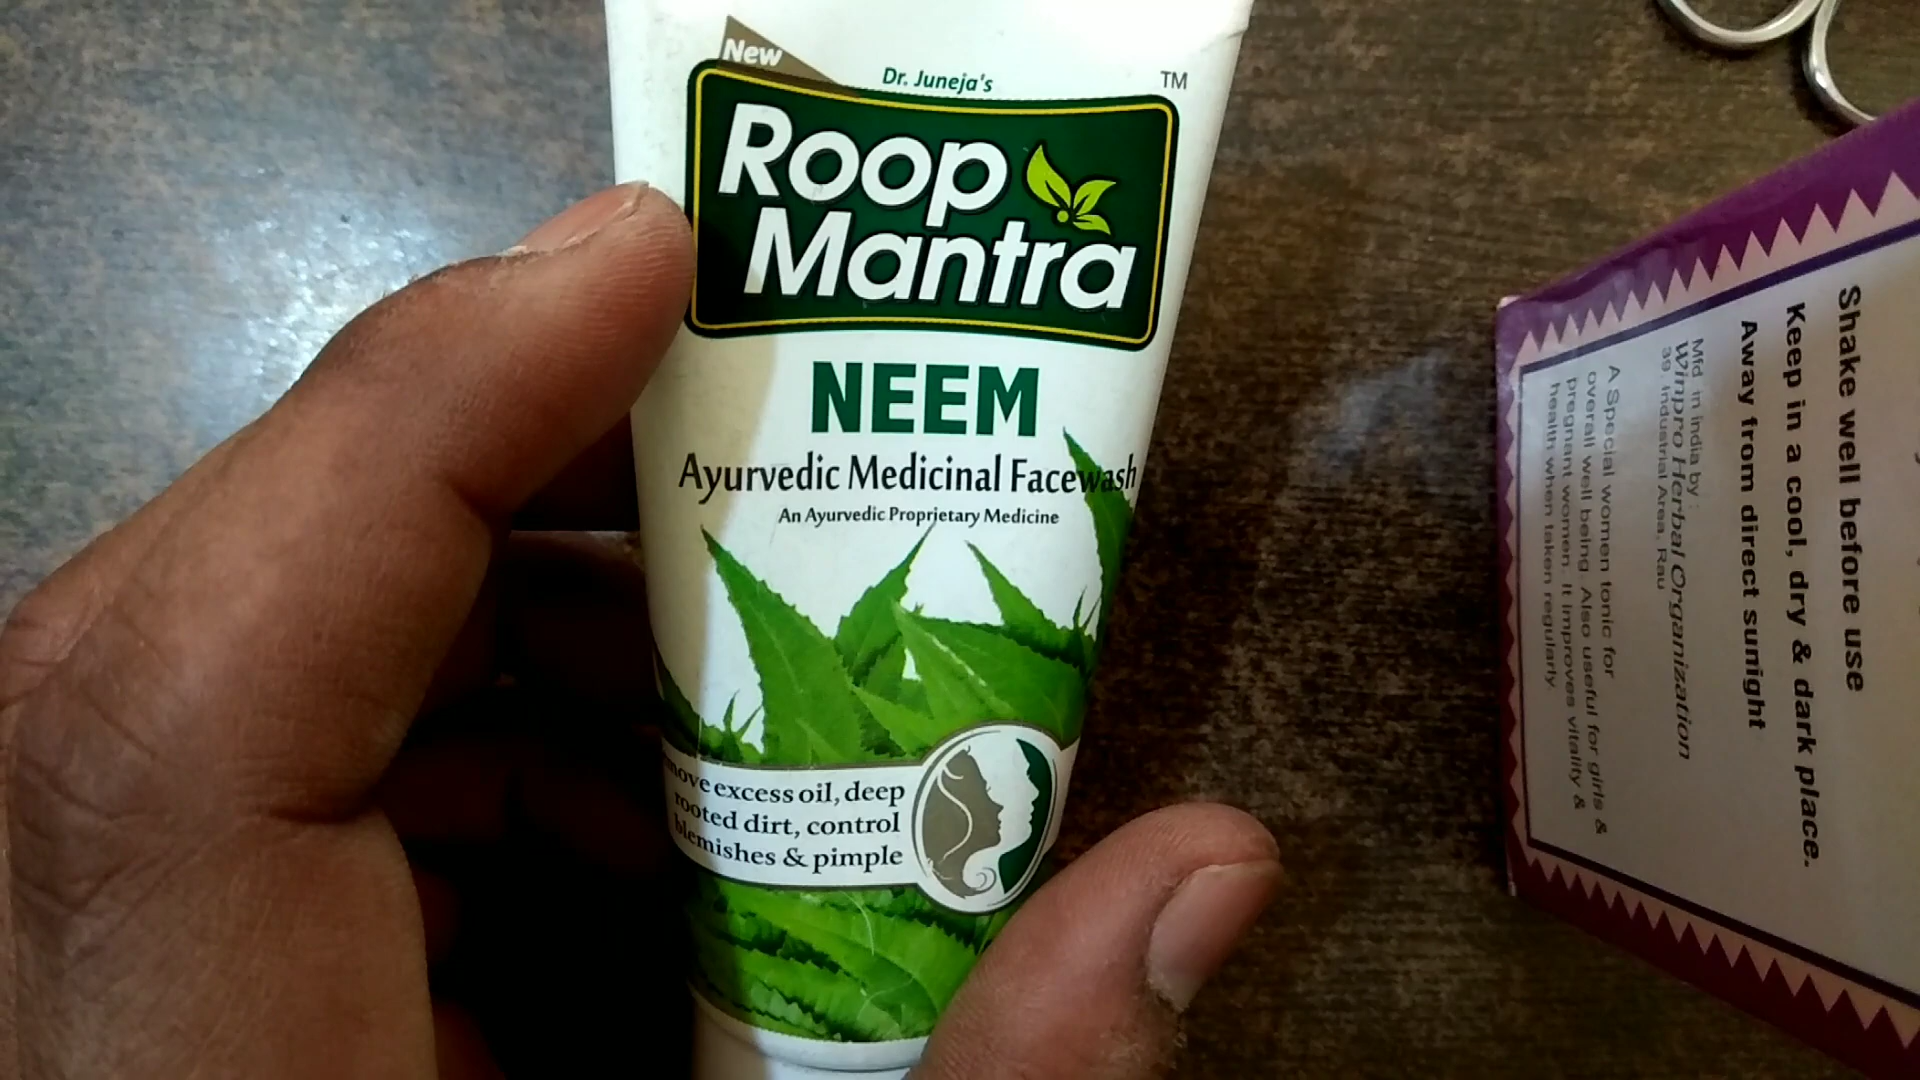 New
Dr. Juneja's
TM
Roop
Mantra
NEEM
Ayurvedic Medicinal Facewash
An Ayurvedic Proprietary Medicine
excess oil, deep
rooted dirt, control
blemishes & pimple
Shake well before use
Keep in a cool, dry & dark place.
Away from direct sunight
Mfd. in india by :
Winpro Herbal Organization
39, Industrial Area, Rau
A Special women tonic for
overall well being. Also useful for girls &
pregnant women. It improves vitality &
health when taken regularly.